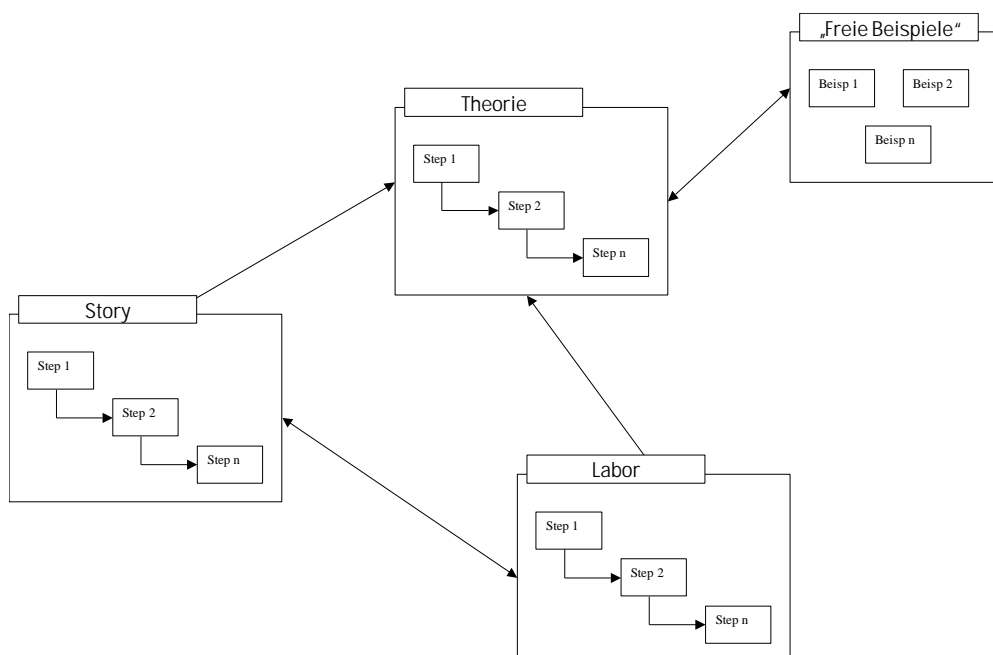 „Freie Beispiele“
Beisp 1
Beisp 2
Beisp n
Theorie
Step 1
Step 2
Step n
Story
Step 1
Step 2
Step n
Labor
Step 1
Step 2
Step n